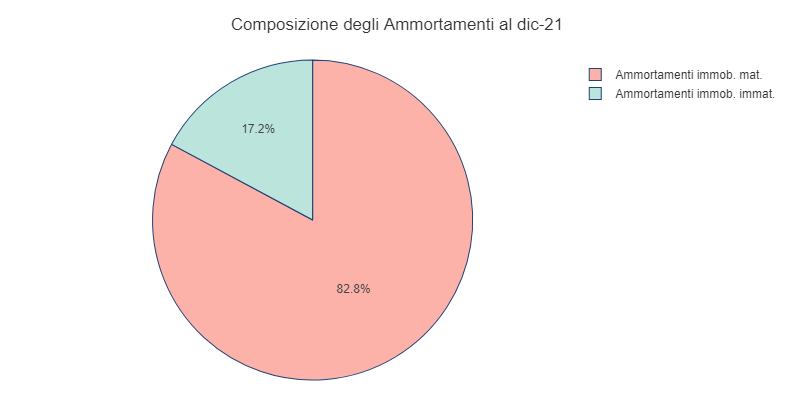 Composizione degli Ammortamenti al dic-21
Ammortamenti immob. mat.
Ammortamenti immob. immat.
17.2%
82.8%